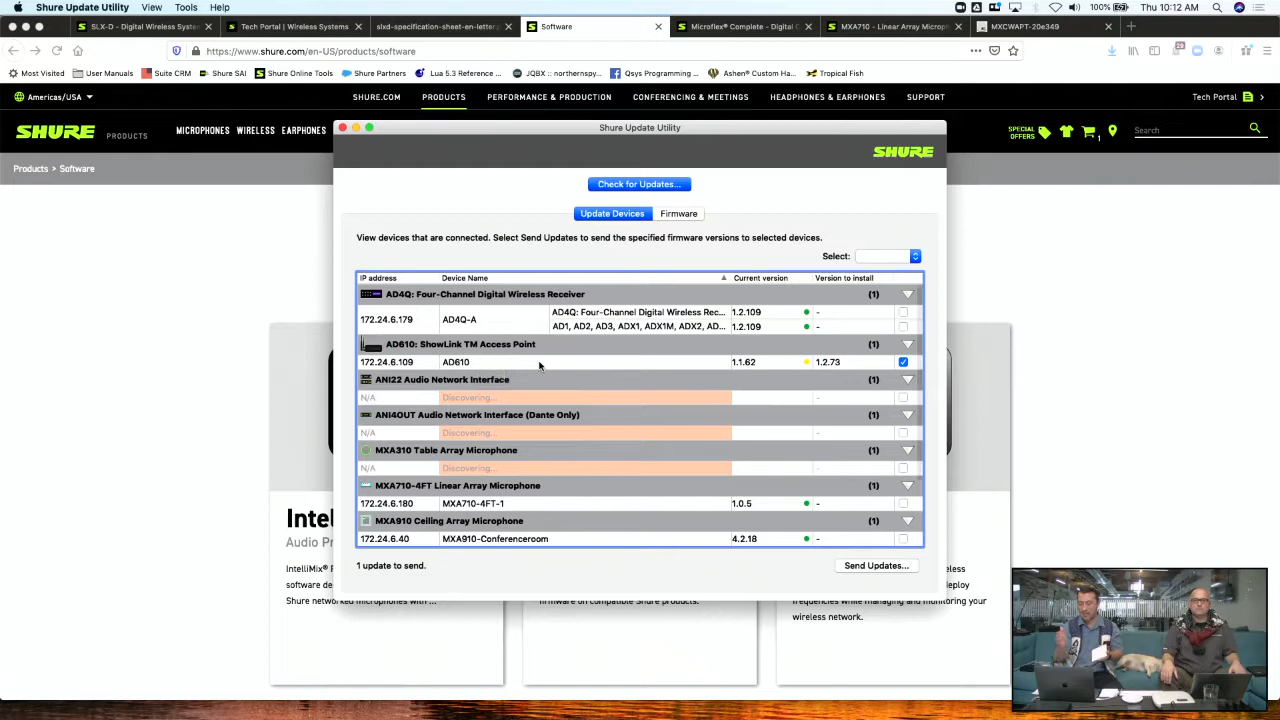 Shure Update Utility View Tools Help
100% Thu 10:12 AM
SLX-D - Digital Wireless System
Tech Portal | Wireless Systems
slxd-specification-sheet-en-letter
Software
Microflex® Complete - Digital C
MXA710 - Linear Array Microph
MXCWAPT-20e349
https://www.shure.com/en-US/products/software
Most Visited
User Manuals
Suite CRM
Shure SAI
Shure Online Tools
Shure Partners
Lua 5.3 Reference ...
JQBX :: northernspy...
Qsys Programming ...
Ashen® Custom Ha...
Tropical Fish
Americas/USA
SHURE.COM
PRODUCTS
PERFORMANCE & PRODUCTION
CONFERENCING & MEETINGS
HEADPHONES & EARPHONES
SUPPORT
Tech Portal
SHURE PRODUCTS
MICROPHONES WIRELESS EARPHONES
SPECIAL
OFFERS
1
Search
Products > Software
Shure Update Utility
SHURE
Check for Updates...
Update Devices Firmware
View devices that are connected. Select Send Updates to send the specified firmware versions to selected devices.
Select:
IP address Device Name Current version Version to install
AD4Q: Four-Channel Digital Wireless Receiver (1)
172.24.6.179 AD4Q-A
AD4Q: Four-Channel Digital Wireless Rec... 1.2.109 -
AD1, AD2, AD3, ADX1, ADX1M, ADX2, AD... 1.2.109 -
AD610: ShowLink TM Access Point (1)
172.24.6.109 AD610 1.1.62 1.2.73
ANI22 Audio Network Interface (1)
N/A Discovering... -
ANI4OUT Audio Network Interface (Dante Only) (1)
N/A Discovering... -
MXA310 Table Array Microphone (1)
N/A Discovering... -
MXA710-4FT Linear Array Microphone (1)
172.24.6.180 MXA710-4FT-1 1.0.5 -
MXA910 Ceiling Array Microphone (1)
172.24.6.40 MXA910-Conferenceroom 4.2.18 -
1 update to send.
Send Updates...
Inte
Audio Pr
IntelliMix® F
software de
Shure networked microphones with...
firmware on compatible Shure products.
reless
deploy
frequencies while managing and monitoring your
wireless network.